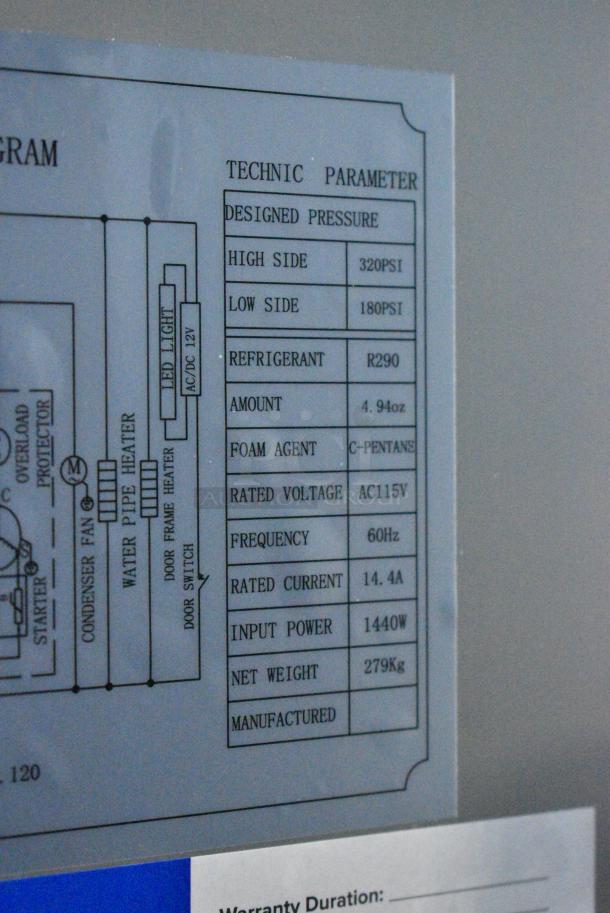 GRAM
TECHNIC PARAMETER
DESIGNED PRESSURE
HIGH SIDE 320PSI
LOW SIDE 180PSI
REFRIGERANT R290
AMOUNT 4.94oz
FOAM AGENT C-PENTANE
RATED VOLTAGE AC115V
FREQUENCY 60Hz
RATED CURRENT 14.4A
INPUT POWER 1440W
NET WEIGHT 279Kg
MANUFACTURED
OVERLOAD
PROTECTOR
C
S
STARTER
M
CONDENSER FAN
WATER PIPE HEATER
DOOR FRAME HEATER
LED LIGHT
AC/DC 12V
DOOR SWITCH
. 120
AUCTION GROUP
Warranty Duration: